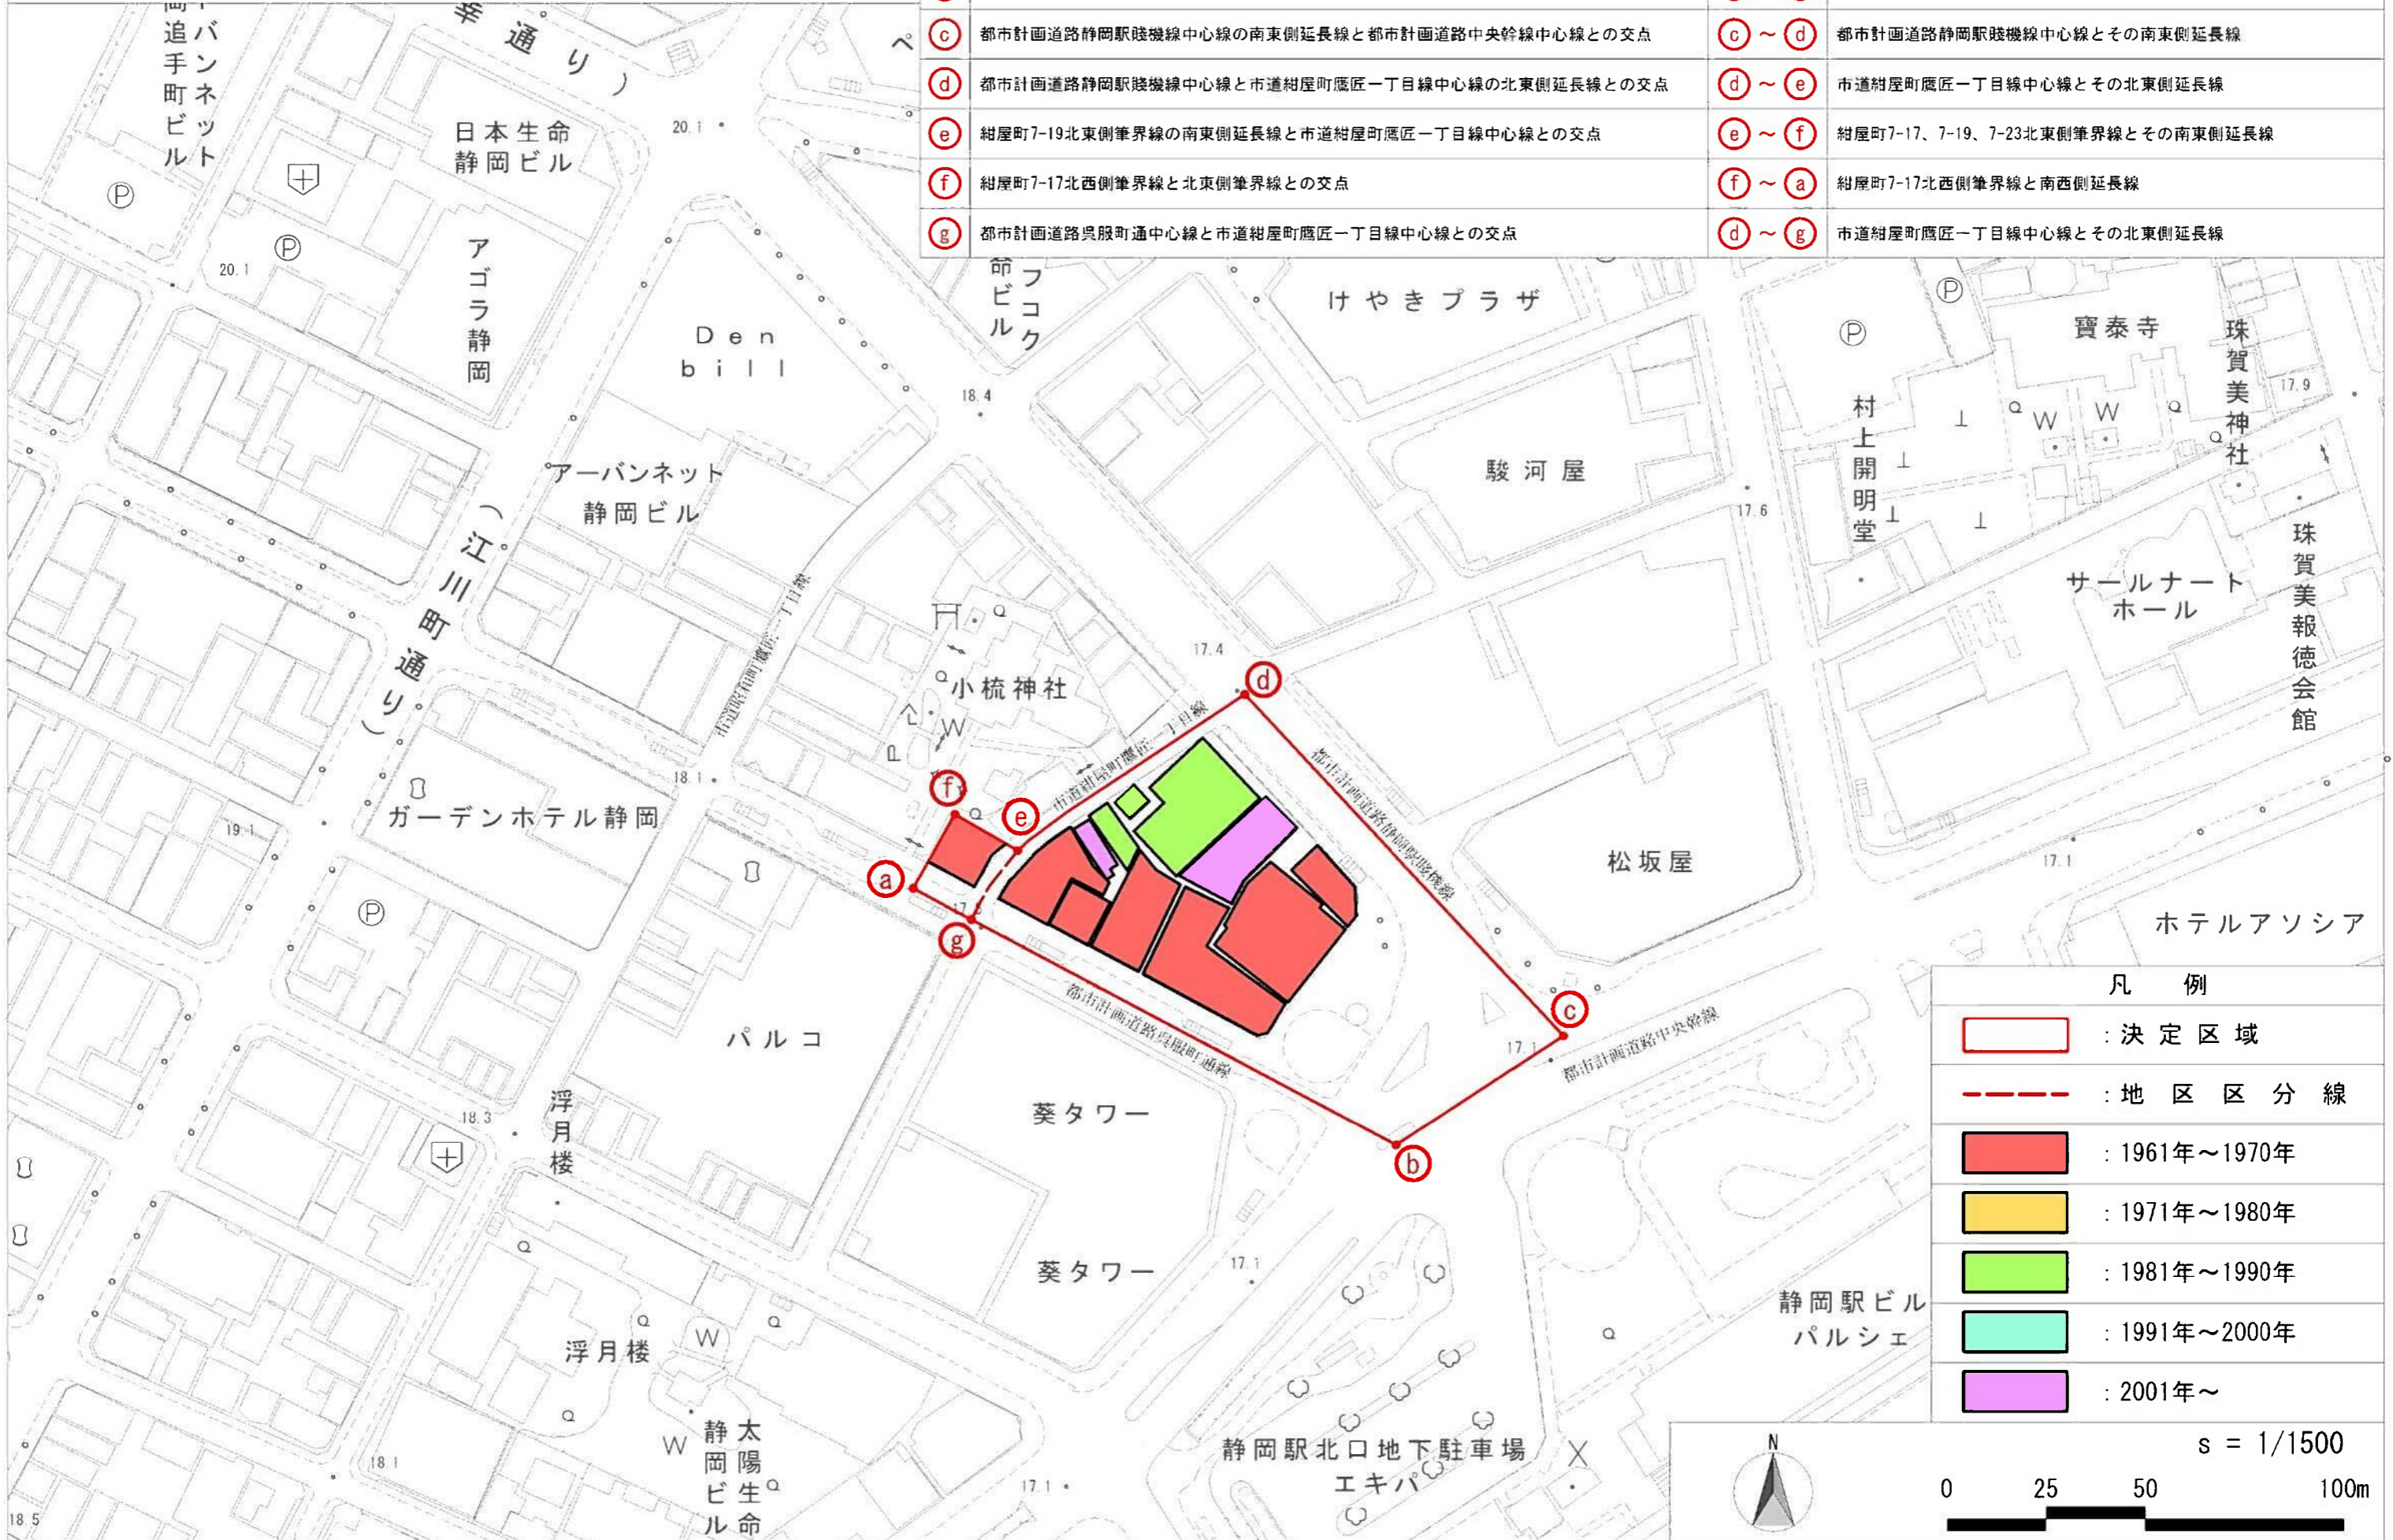 c 都市計画道路静岡駅賤機線中心線の南東側延長線と都市計画道路中央幹線中心線との交点 c ～ d 都市計画道路静岡駅賤機線中心線とその南東側延長線
d 都市計画道路静岡駅賤機線中心線と市道紺屋町鷹匠一丁目線中心線の北東側延長線との交点 d ～ e 市道紺屋町鷹匠一丁目線中心線とその北東側延長線
e 紺屋町7-19北東側筆界線の南東側延長線と市道紺屋町鷹匠一丁目線中心線との交点 e ～ f 紺屋町7-17、7-19、7-23北東側筆界線とその南東側延長線
f 紺屋町7-17北西側筆界線と北東側筆界線との交点 f ～ a 紺屋町7-17北西側筆界線と南西側延長線
g 都市計画道路呉服町通中心線と市道紺屋町鷹匠一丁目線中心線との交点 d ～ g 市道紺屋町鷹匠一丁目線中心線とその北東側延長線
幸通り）
ーバンネット
追手町ビル
ペ
日本生命
静岡ビル
20.1
P
P
20.1
アゴラ静岡
Den
bill
フコク
命ビル
18.4
けやきプラザ
P
P
寶泰寺
珠賀美神社
17.9
村上開明堂
W W
アーバンネット
静岡ビル
駿河屋
17.6
（江川町通り）
サールナート
ホール
珠賀美報徳会館
市道紺屋町鷹匠一丁目線
小梳神社
W
17.4
d
市道紺屋町鷹匠一丁目線
都市計画道路静岡駅賤機線
18.1
f
e
a
g
ガーデンホテル静岡
19.1
P
松坂屋
17.1
ホテルアソシア
都市計画道路呉服町通線
c
17.1
都市計画道路中央幹線
b
パルコ
18.3
浮月楼
葵タワー
葵タワー
17.1
浮月楼
W
W
太陽生命
静岡ビル
18.1
18.5
17.1
静岡駅北口地下駐車場
エキパ
静岡駅ビル
パルシェ
凡 例
：決定区域
：地区区分線
：1961年～1970年
：1971年～1980年
：1981年～1990年
：1991年～2000年
：2001年～
N
s = 1/1500
0 25 50 100m